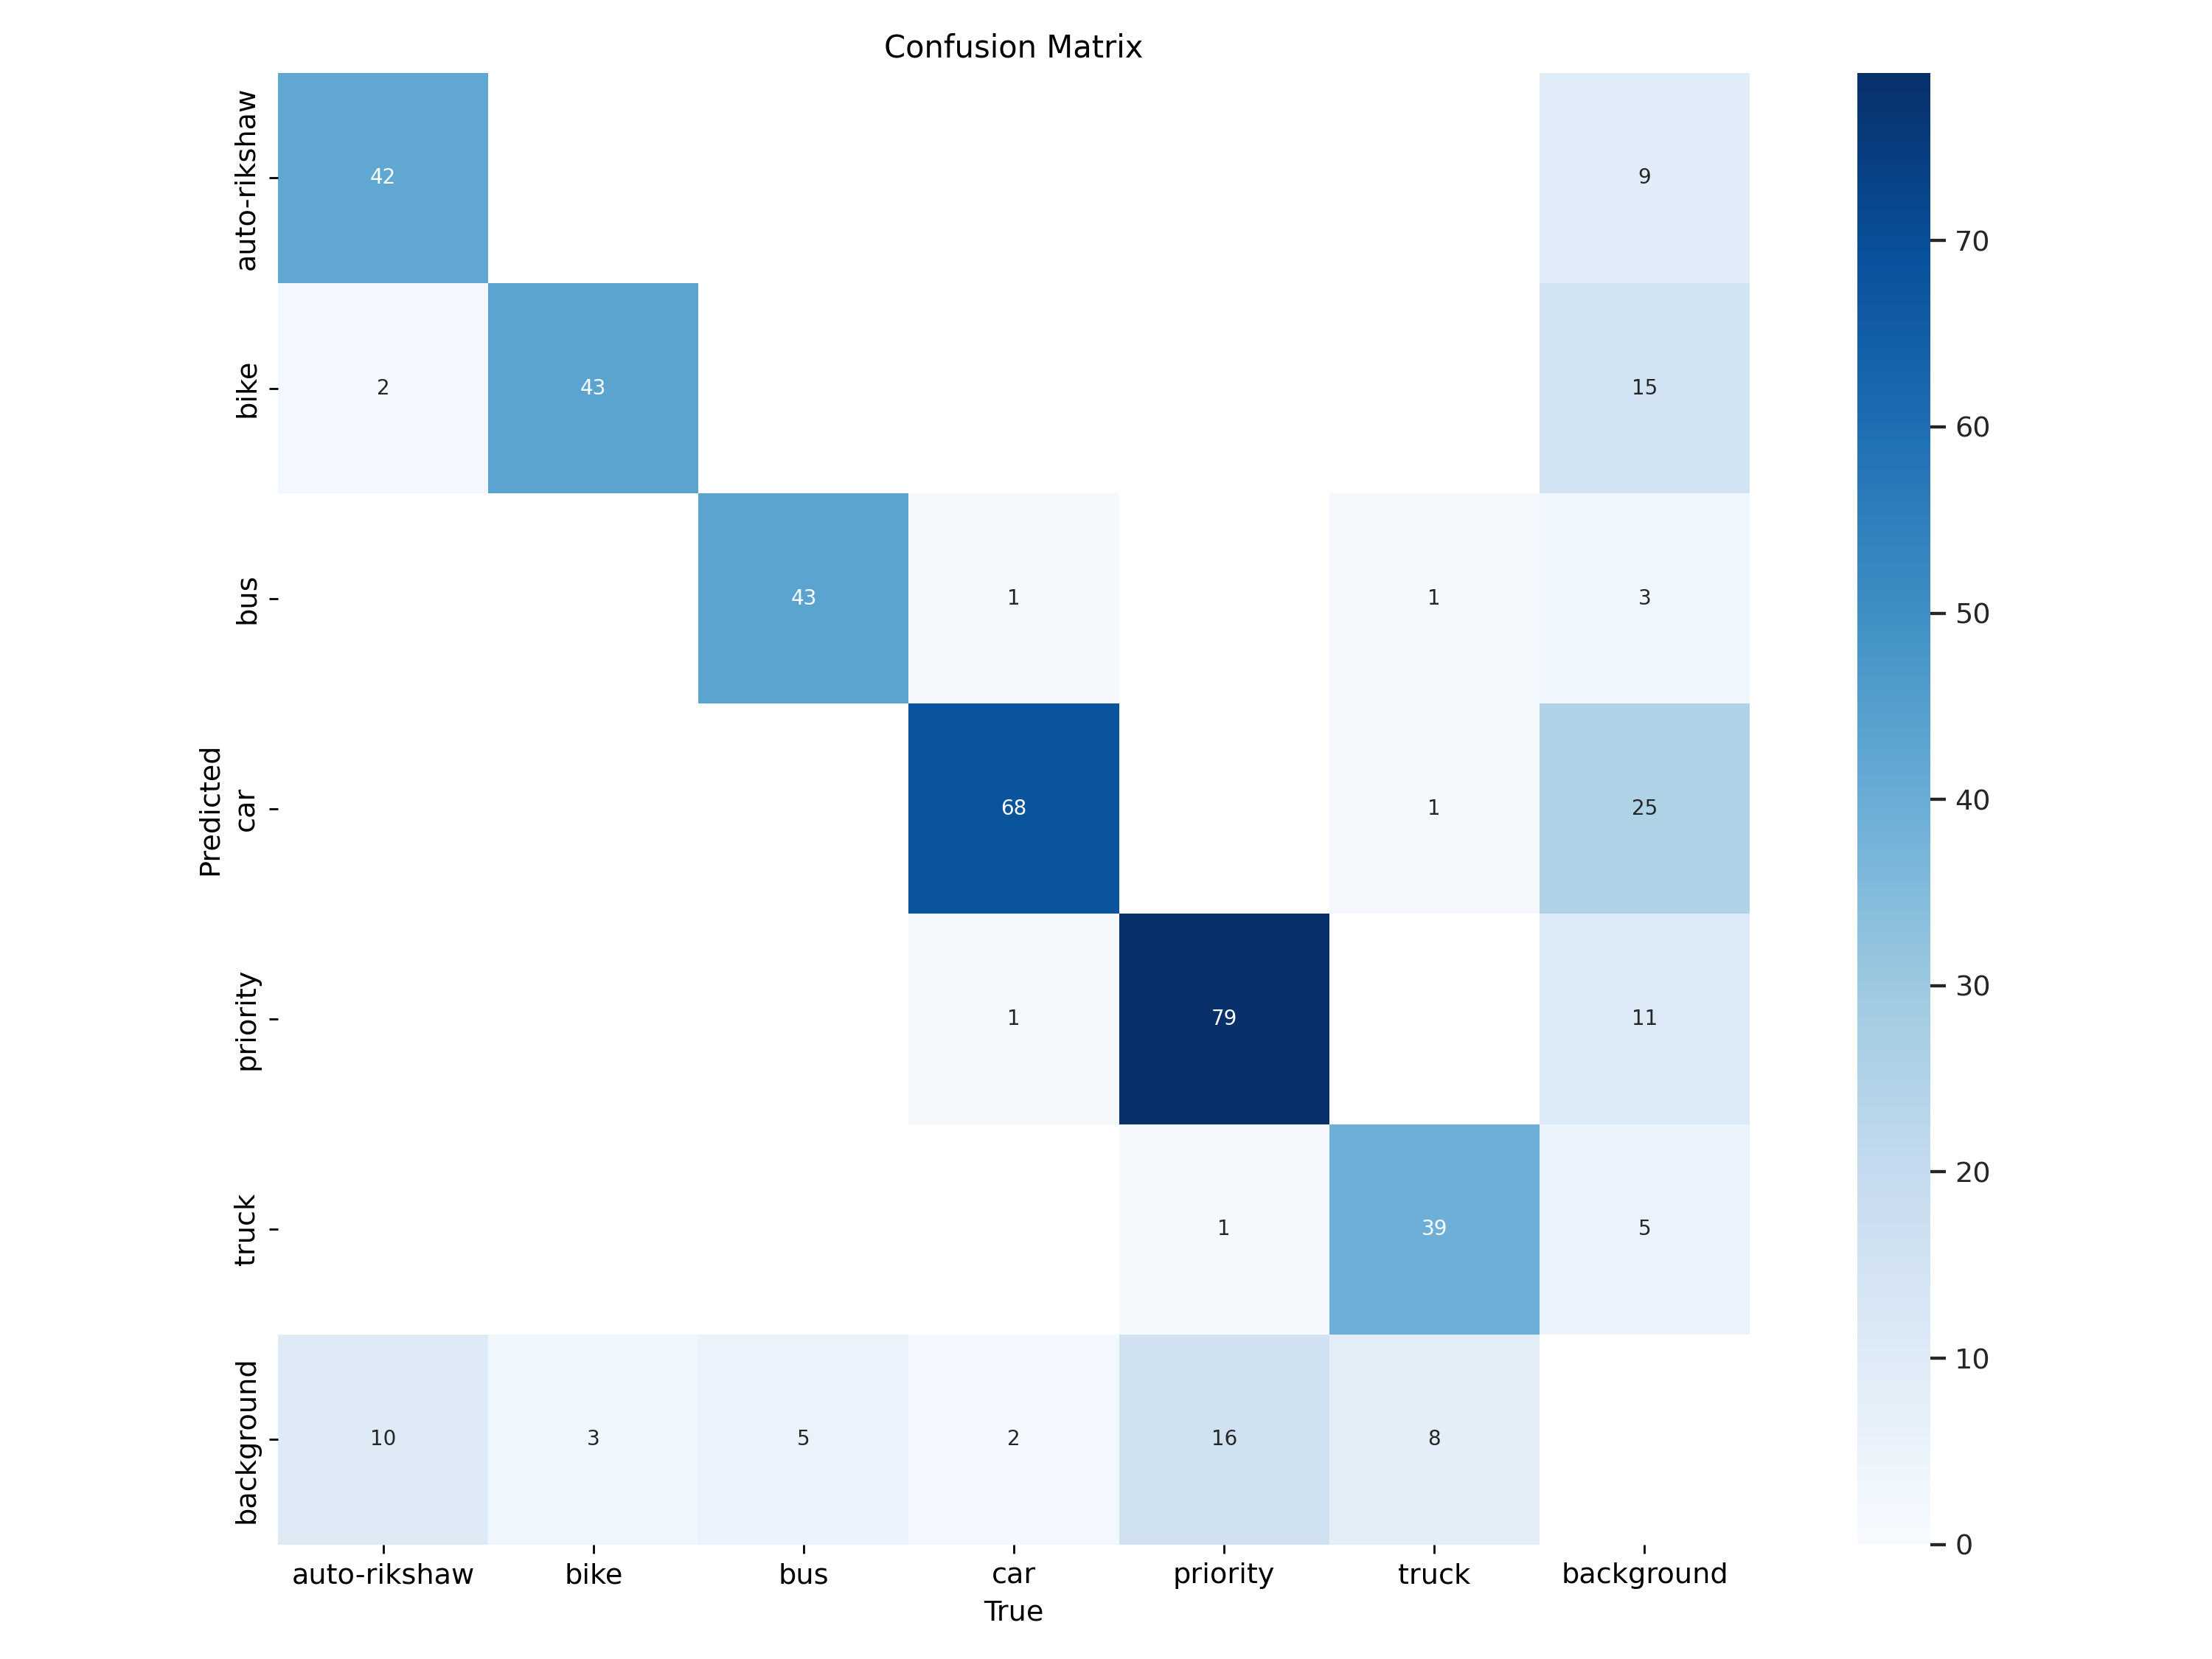 Confusion Matrix
auto-rikshaw
42
9
bike
2
43
15
bus
43
1
1
3
Predicted
car
68
1
25
priority
1
79
11
truck
1
39
5
background
10
3
5
2
16
8
auto-rikshaw
bike
bus
car
priority
truck
background
True
70
60
50
40
30
20
10
0